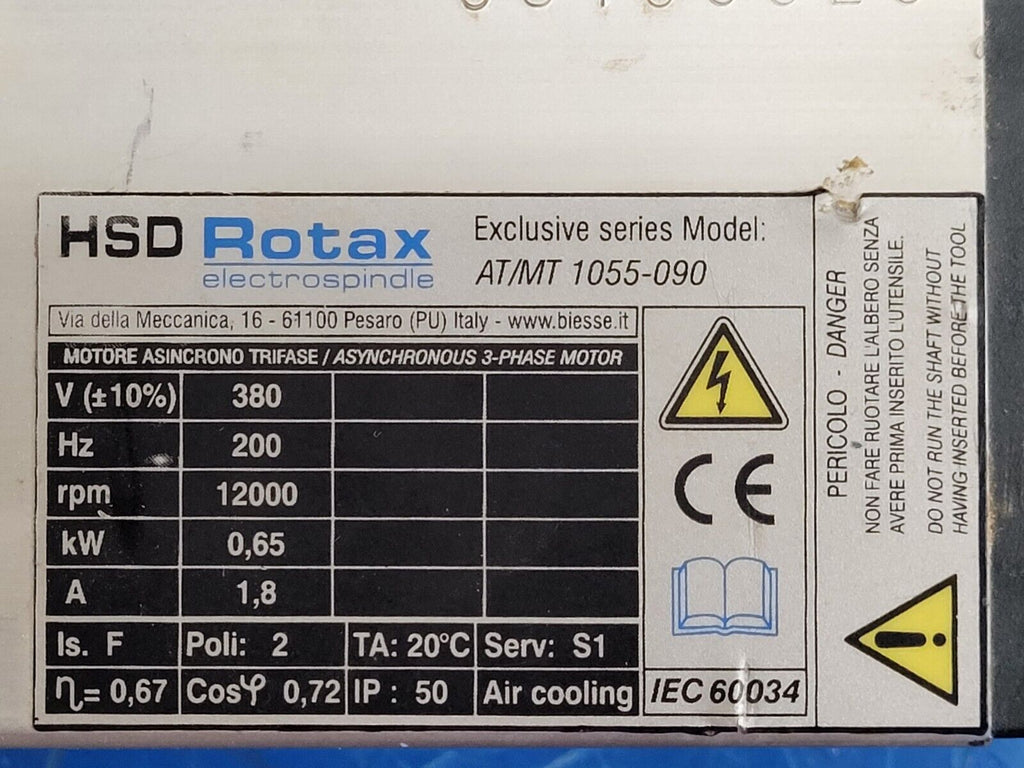 HSD Rotax
electrospindle
Exclusive series Model:
AT/MT 1055-090
Via della Meccanica, 16 - 61100 Pesaro (PU) Italy - www.biesse.it
MOTORE ASINCRONO TRIFASE / ASYNCHRONOUS 3-PHASE MOTOR
V (±10%) 380
Hz 200
rpm 12000
kW 0,65
A 1,8
Is. F Poli: 2 TA: 20°C Serv: S1
η= 0,67 Cosφ 0,72 IP : 50 Air cooling
CE
IEC 60034
PERICOLO - DANGER
NON FARE RUOTARE L'ALBERO SENZA
AVERE PRIMA INSERITO L'UTENSILE.
DO NOT RUN THE SHAFT WITHOUT
HAVING INSERTED BEFORE THE TOOL